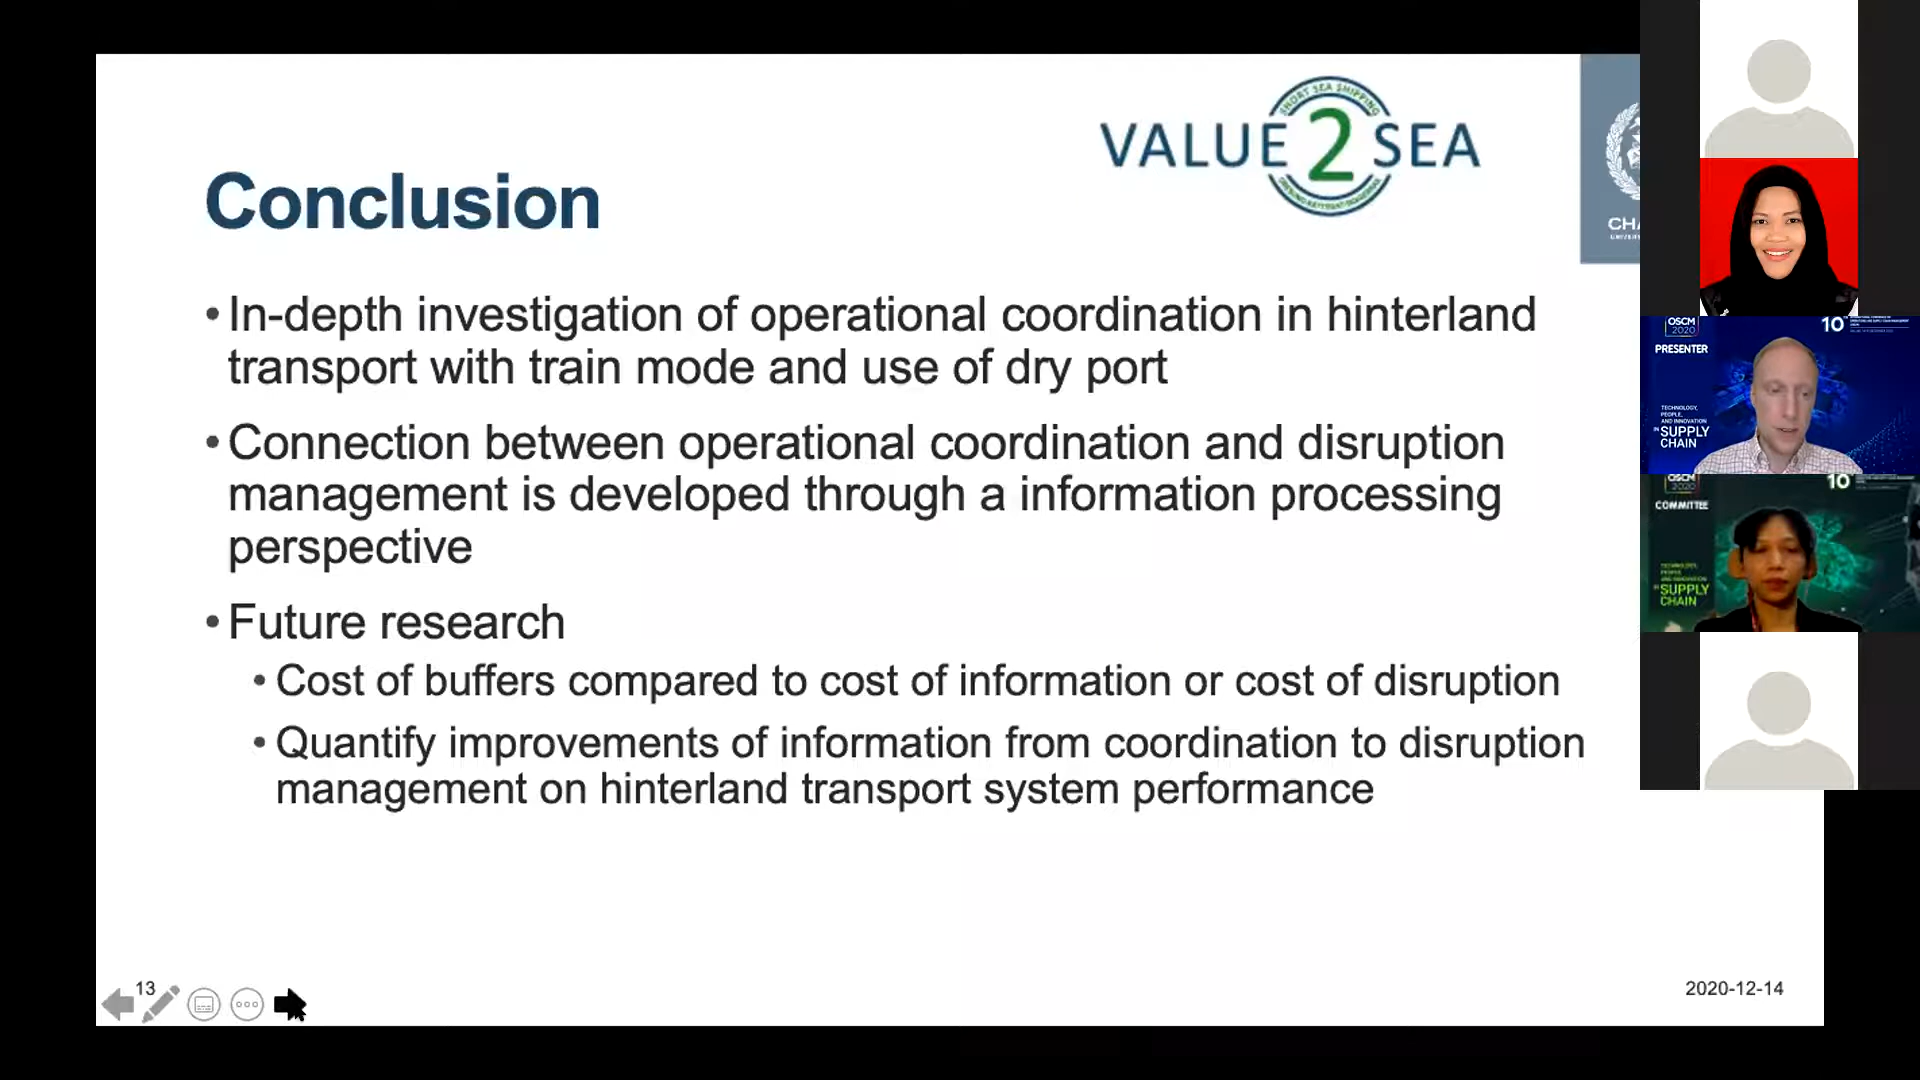 SHORT SEA SHIPPING
VALUE 2 SEA
Conclusion
• In-depth investigation of operational coordination in hinterland
transport with train mode and use of dry port
• Connection between operational coordination and disruption
management is developed through a information processing
perspective
• Future research
• Cost of buffers compared to cost of information or cost of disruption
• Quantify improvements of information from coordination to disruption
management on hinterland transport system performance
13
2020-12-14
OSCM
2020
10
PRESENTER
TECHNOLOGY,
PEOPLE,
AND INNOVATION
IN SUPPLY
CHAIN
OSCM
2020
10
COMMITTEE
TECHNOLOGY,
PEOPLE,
AND INNOVATION
IN SUPPLY
CHAIN